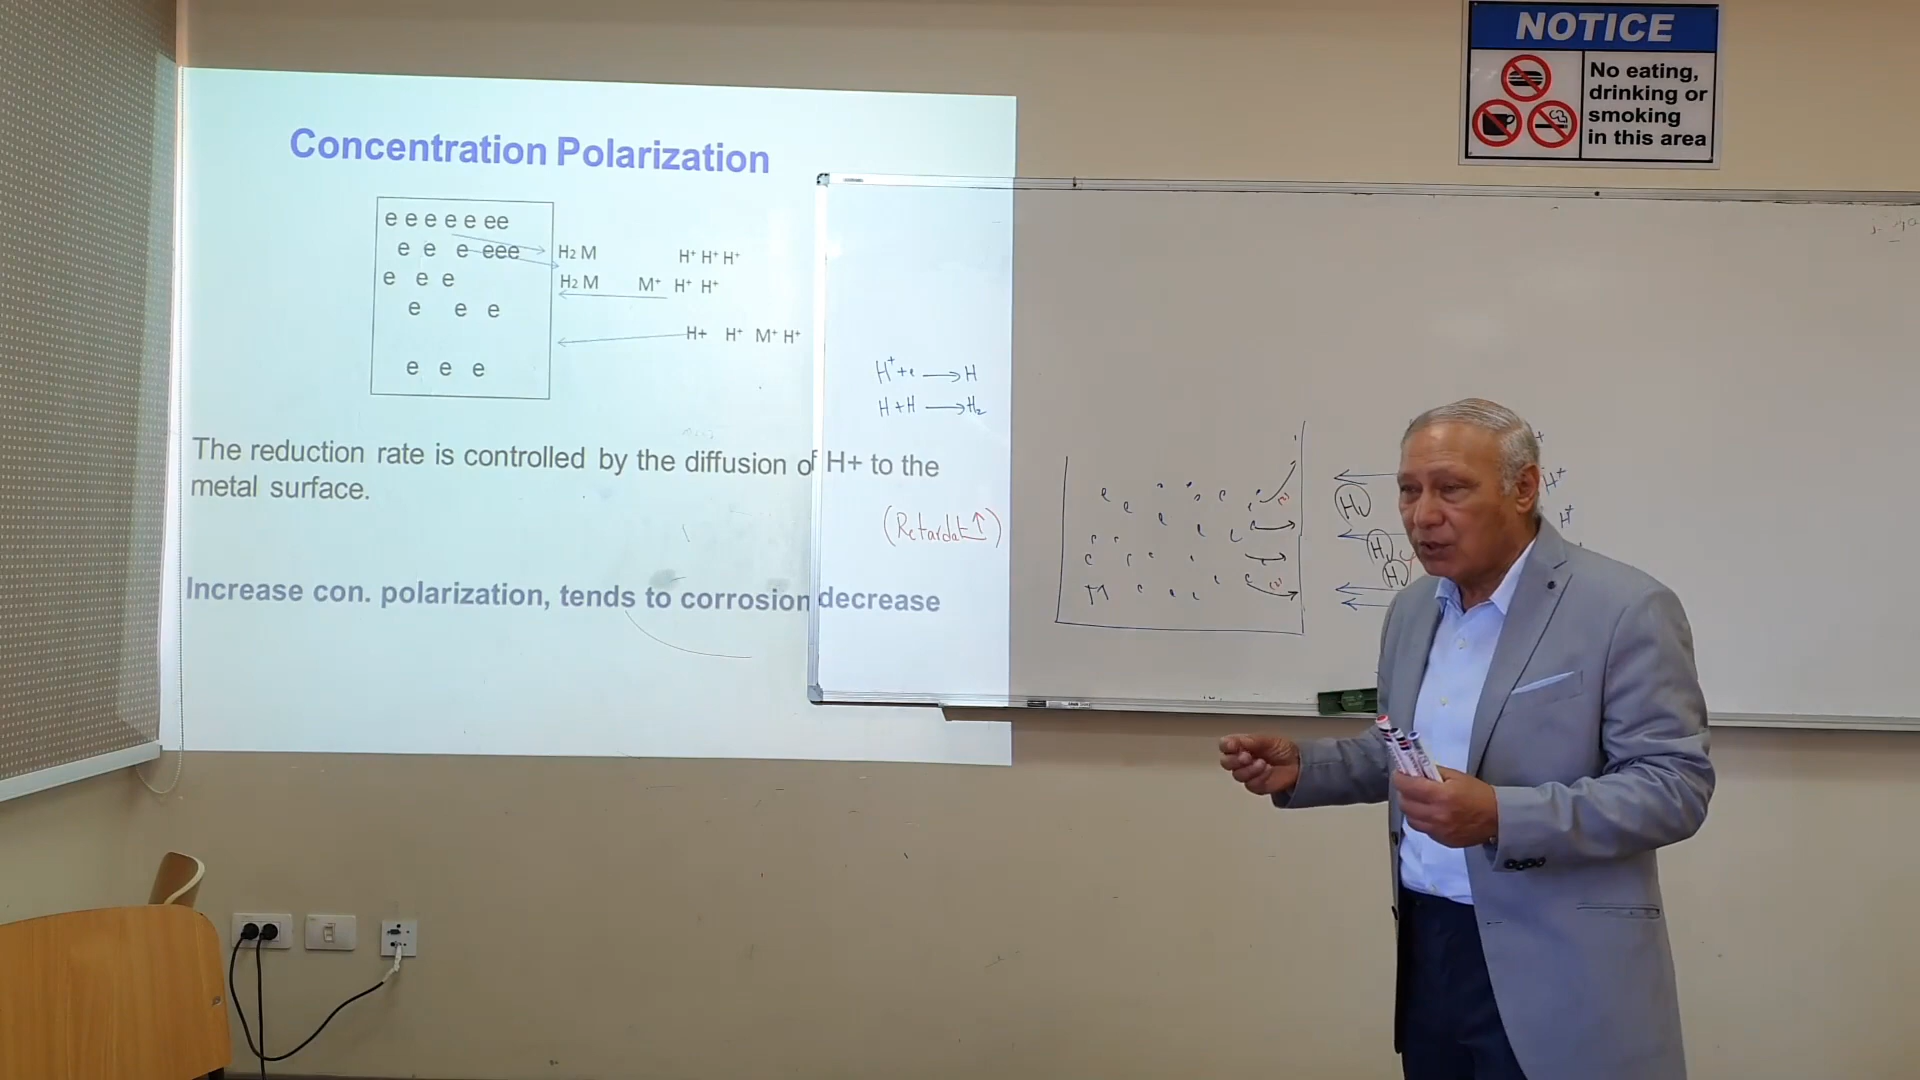 NOTICE
No eating,
drinking or
smoking
in this area
Concentration Polarization
e e e e e ee
e e e eee H₂ M H⁺ H⁺ H⁺
e e e H₂ M M⁺ H⁺ H⁺
e e e
H+ H⁺ M⁺ H⁺
e e e
H⁺+e → H
H+H → H₂
The reduction rate is controlled by the diffusion of H+ to the
metal surface.
(Retardat↑)
Increase con. polarization, tends to corrosion decrease
M
H⁺
H⁺